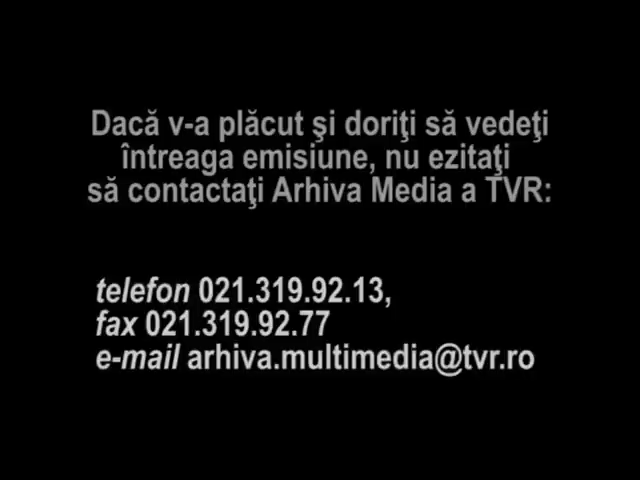 Dacă v-a plăcut şi doriţi să vedeţi
întreaga emisiune, nu ezitaţi
să contactaţi Arhiva Media a TVR:
telefon 021.319.92.13,
fax 021.319.92.77
e-mail arhiva.multimedia@tvr.ro